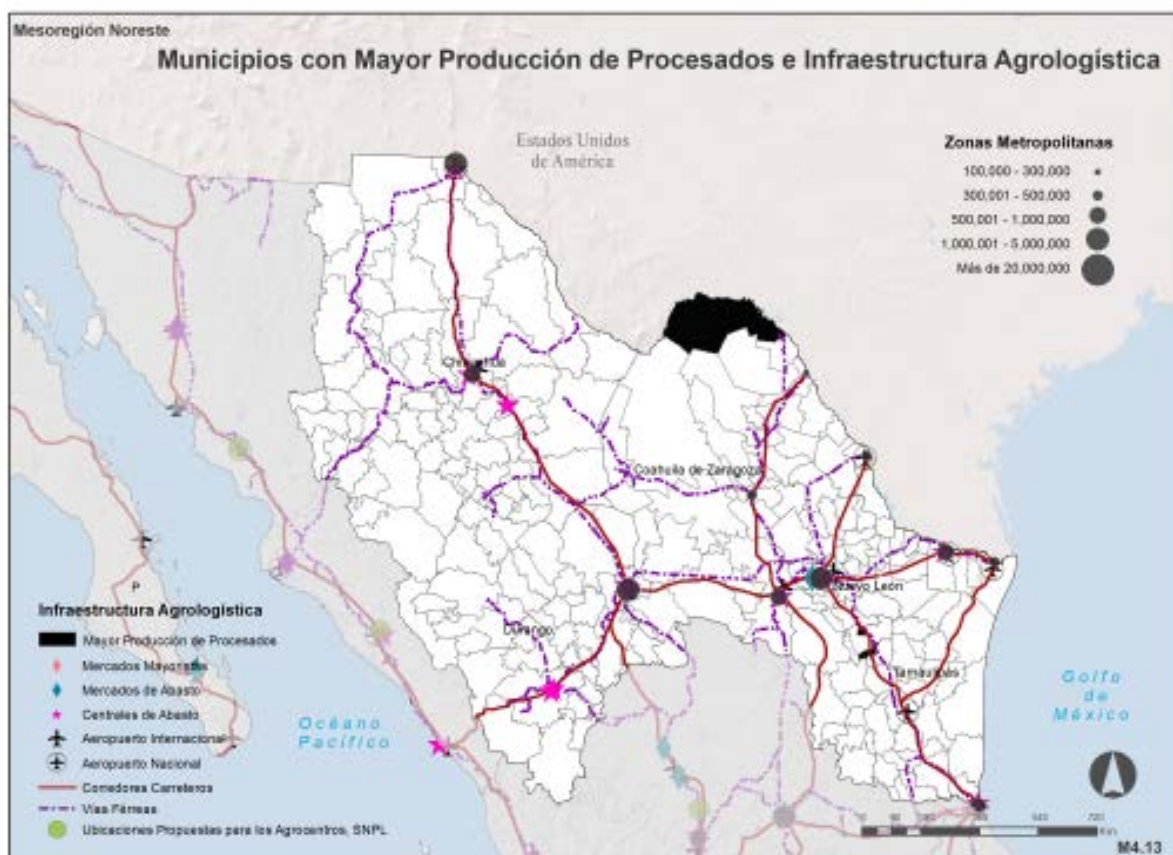 Mesoregión Noreste
Municipios con Mayor Producción de Procesados e Infraestructura Agrologística
Estados Unidos
de América
Zonas Metropolitanas
100,000 - 300,000
300,001 - 500,000
500,001 - 1,000,000
1,000,001 - 5,000,000
Más de 20,000,000
Coahuila de Zaragoza
Nuevo León
Durango
Tamaulipas
P
Infraestructura Agrologística
Mayor Producción de Procesados
Mercados Mayoristas
Mercados de Abasto
Centrales de Abasto
Aeropuerto Internacional
Aeropuerto Nacional
Corredores Carreteros
Vías Férreas
Ubicaciones Propuestas para los Agrocentros, SNPL
Océano
Pacífico
Golfo
de
México
720
Km
M4.13